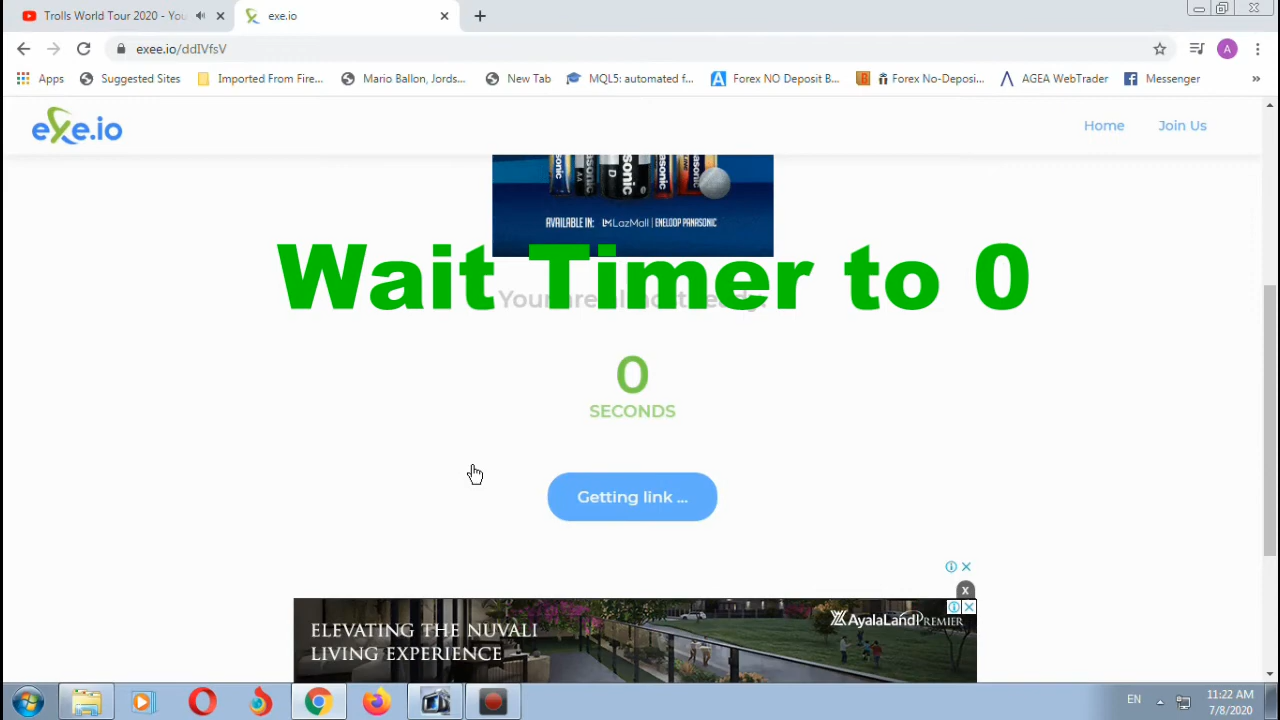 Trolls World Tour 2020 - You
exe.io
exee.io/ddIVfsV
A
Apps
Suggested Sites
Imported From Fire...
Mario Ballon, Jords...
New Tab
MQL5: automated f...
Forex NO Deposit B...
Forex No-Deposi...
AGEA WebTrader
Messenger
»
exe.io
Home
Join Us
AVAILABLE IN: LazMall | ENELOOP PANASONIC
Wait Timer to 0
0
SECONDS
Getting link ...
x
ELEVATING THE NUVALI
LIVING EXPERIENCE
AyalaLand PREMIER
EN
11:22 AM
7/8/2020